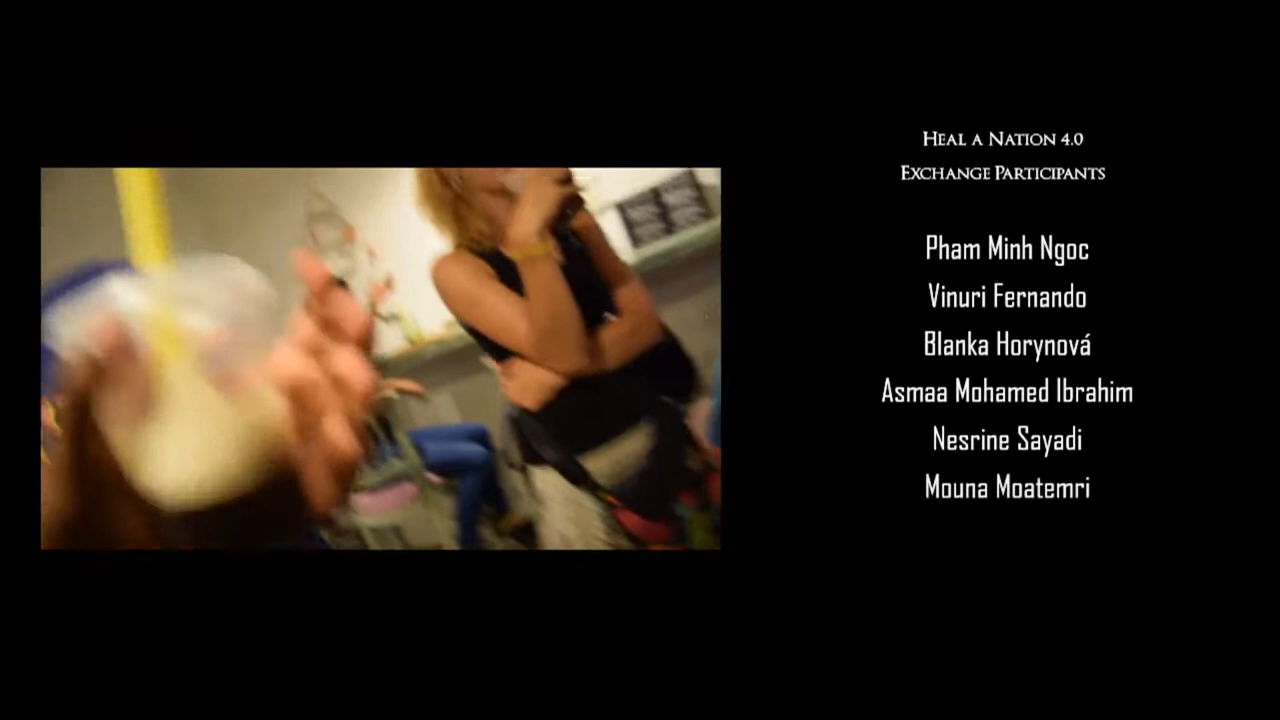 Heal a Nation 4.0
Exchange Participants
Pham Minh Ngoc
Vinuri Fernando
Blanka Horynová
Asmaa Mohamed Ibrahim
Nesrine Sayadi
Mouna Moatemri